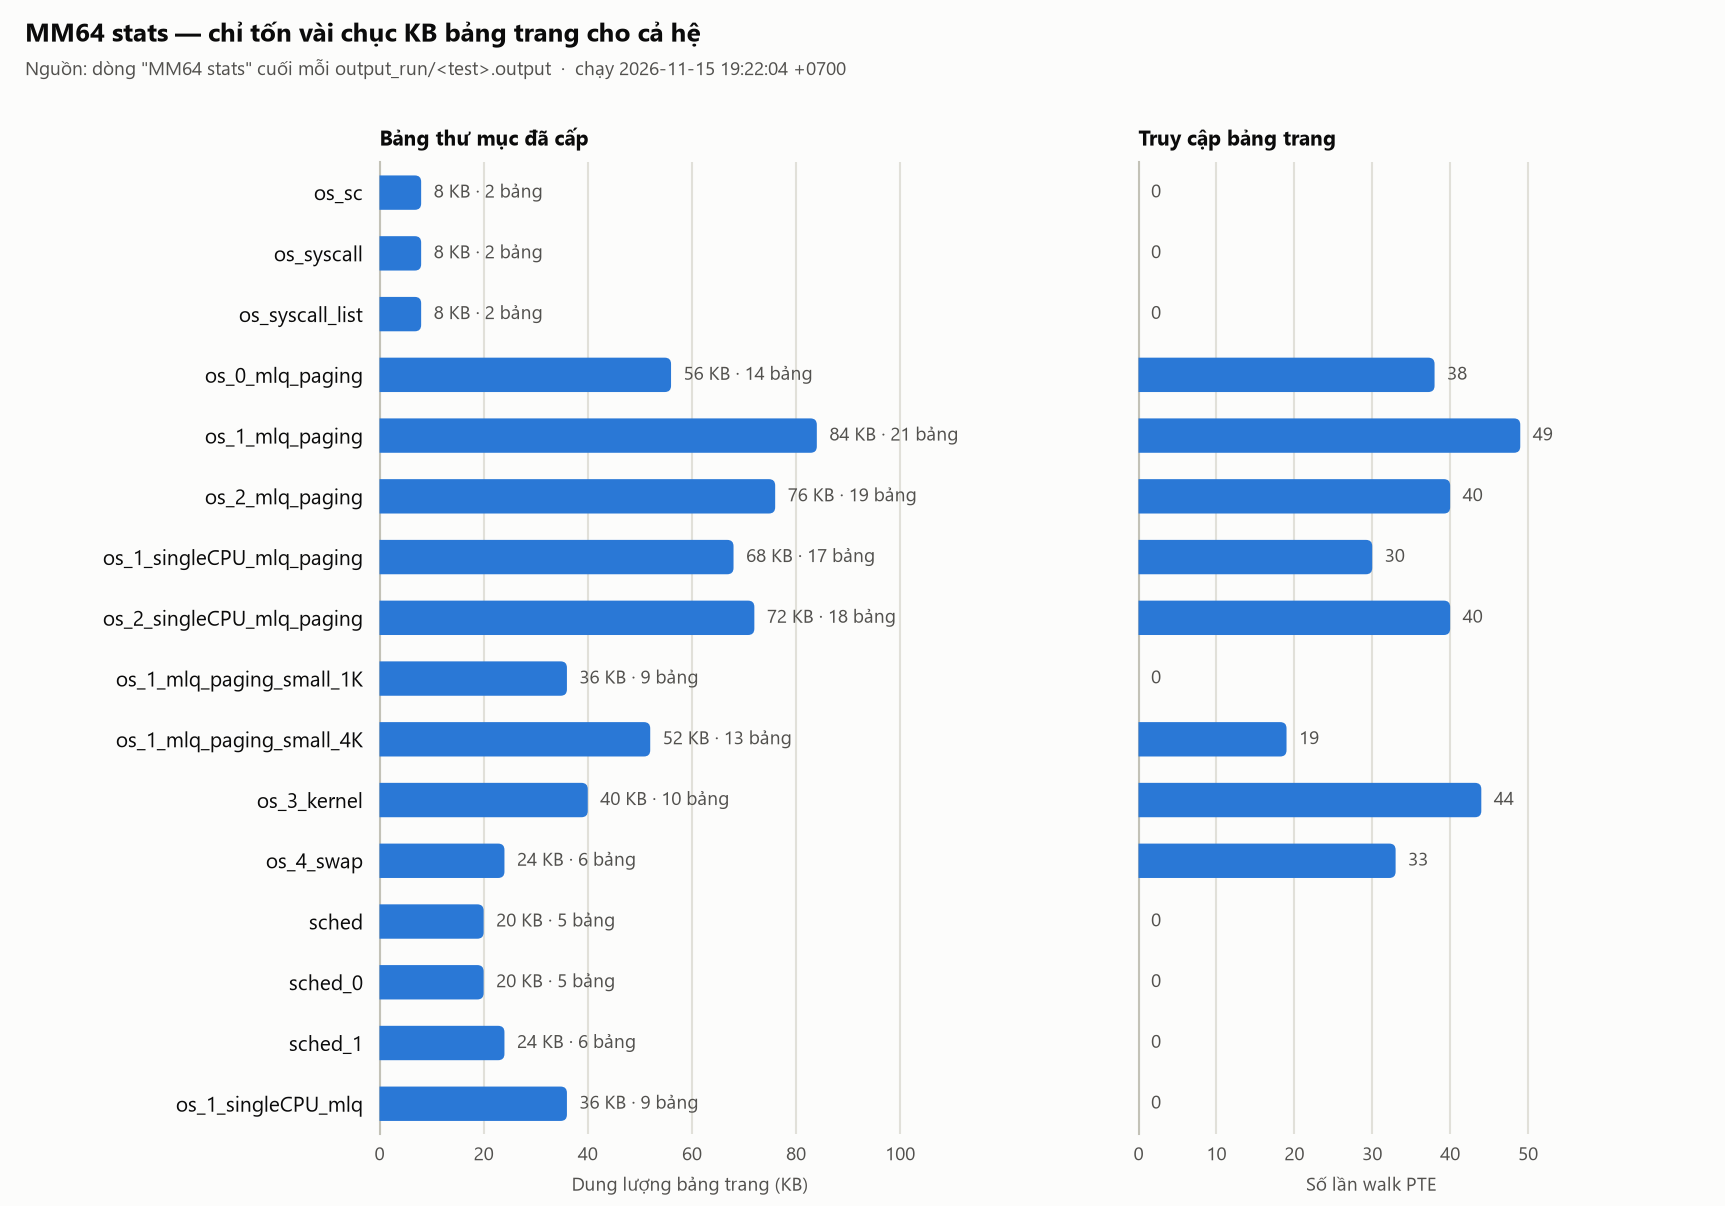 MM64 stats — chỉ tốn vài chục KB bảng trang cho cả hệ
Nguồn: dòng "MM64 stats" cuối mỗi output_run/<test>.output · chạy 2026-11-15 19:22:04 +0700
Bảng thư mục đã cấp
Truy cập bảng trang
os_sc 8 KB · 2 bảng 0
os_syscall 8 KB · 2 bảng 0
os_syscall_list 8 KB · 2 bảng 0
os_0_mlq_paging 56 KB · 14 bảng 38
os_1_mlq_paging 84 KB · 21 bảng 49
os_2_mlq_paging 76 KB · 19 bảng 40
os_1_singleCPU_mlq_paging 68 KB · 17 bảng 30
os_2_singleCPU_mlq_paging 72 KB · 18 bảng 40
os_1_mlq_paging_small_1K 36 KB · 9 bảng 0
os_1_mlq_paging_small_4K 52 KB · 13 bảng 19
os_3_kernel 40 KB · 10 bảng 44
os_4_swap 24 KB · 6 bảng 33
sched 20 KB · 5 bảng 0
sched_0 20 KB · 5 bảng 0
sched_1 24 KB · 6 bảng 0
os_1_singleCPU_mlq 36 KB · 9 bảng 0
0 20 40 60 80 100
0 10 20 30 40 50
Dung lượng bảng trang (KB)
Số lần walk PTE